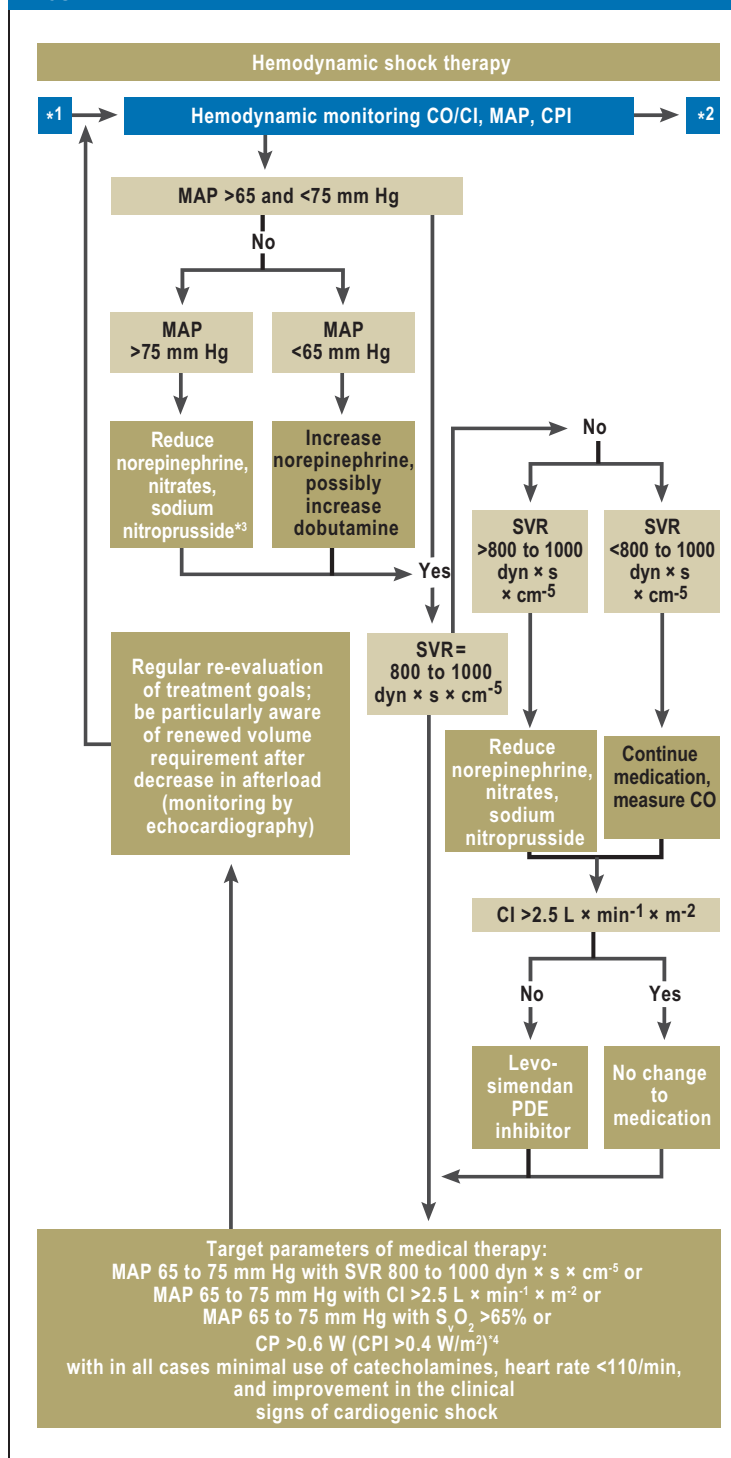 Hemodynamic shock therapy
*1
Hemodynamic monitoring CO/CI, MAP, CPI
*2
MAP >65 and <75 mm Hg
No
MAP
>75 mm Hg
MAP
<65 mm Hg
Reduce
norepinephrine,
nitrates,
sodium
nitroprusside*3
Increase
norepinephrine,
possibly
increase
dobutamine
Yes
No
SVR
>800 to 1000
dyn × s
× cm-5
SVR
<800 to 1000
dyn × s
× cm-5
SVR=
800 to 1000
dyn × s × cm-5
Regular re-evaluation
of treatment goals;
be particularly aware
of renewed volume
requirement after
decrease in afterload
(monitoring by
echocardiography)
Reduce
norepinephrine,
nitrates,
sodium
nitroprusside
Continue
medication,
measure CO
CI >2.5 L × min-1 × m-2
No
Yes
Levo-
simendan
PDE
inhibitor
No change
to
medication
Target parameters of medical therapy:
MAP 65 to 75 mm Hg with SVR 800 to 1000 dyn × s × cm-5 or
MAP 65 to 75 mm Hg with CI >2.5 L × min-1 × m-2 or
MAP 65 to 75 mm Hg with SvO2 >65% or
CP >0.6 W (CPI >0.4 W/m2)*4
with in all cases minimal use of catecholamines, heart rate <110/min,
and improvement in the clinical
signs of cardiogenic shock